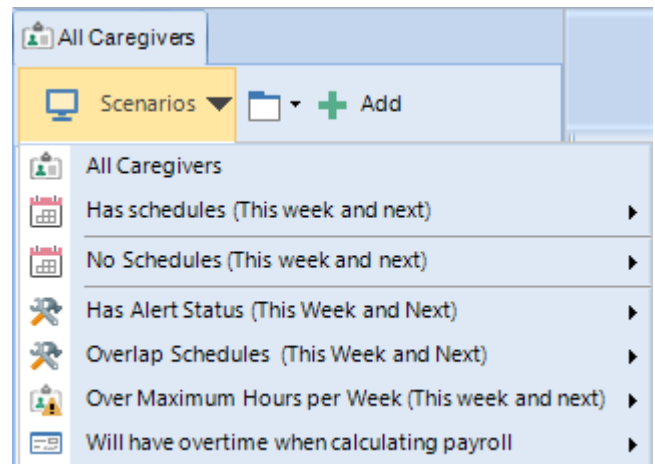 All Caregivers
Scenarios Add
All Caregivers
Has schedules (This week and next)
No Schedules (This week and next)
Has Alert Status (This Week and Next)
Overlap Schedules (This Week and Next)
Over Maximum Hours per Week (This week and next)
Will have overtime when calculating payroll